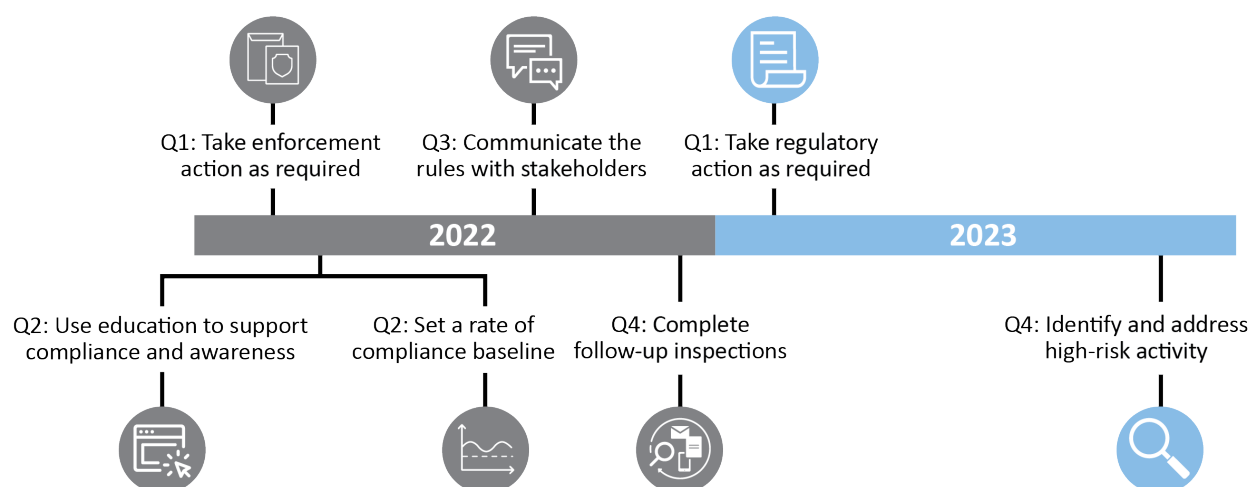 Q1: Take enforcement
action as required
Q3: Communicate the
rules with stakeholders
Q1: Take regulatory
action as required
2022
2023
Q2: Use education to support
compliance and awareness
Q2: Set a rate of
compliance baseline
Q4: Complete
follow-up inspections
Q4: Identify and address
high-risk activity